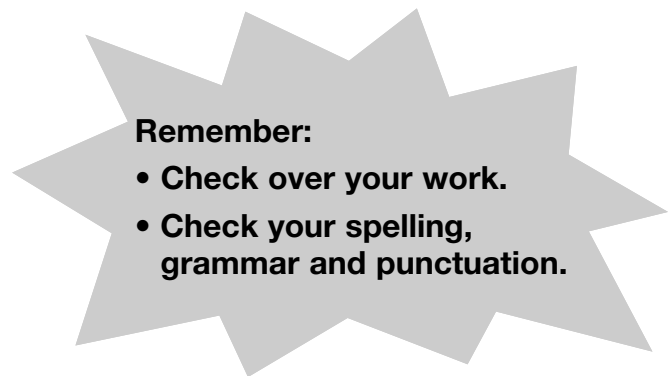 Remember:
• Check over your work.
• Check your spelling,
grammar and punctuation.